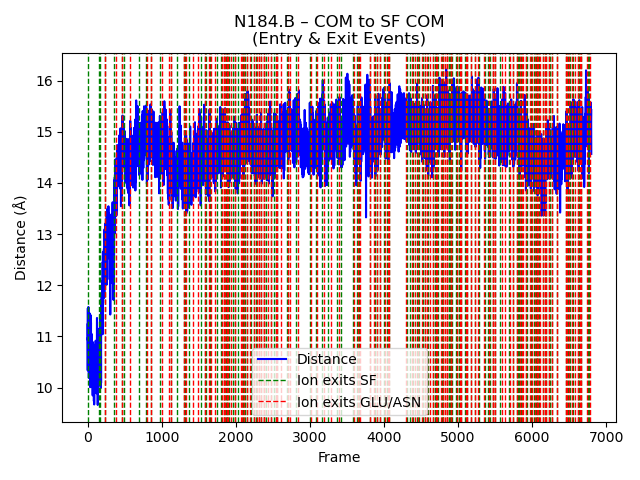 N184.B – COM to SF COM
(Entry & Exit Events)
Distance (Å)
16
15
14
13
12
11
10
Distance
Ion exits SF
Ion exits GLU/ASN
0 1000 2000 3000 4000 5000 6000 7000
Frame